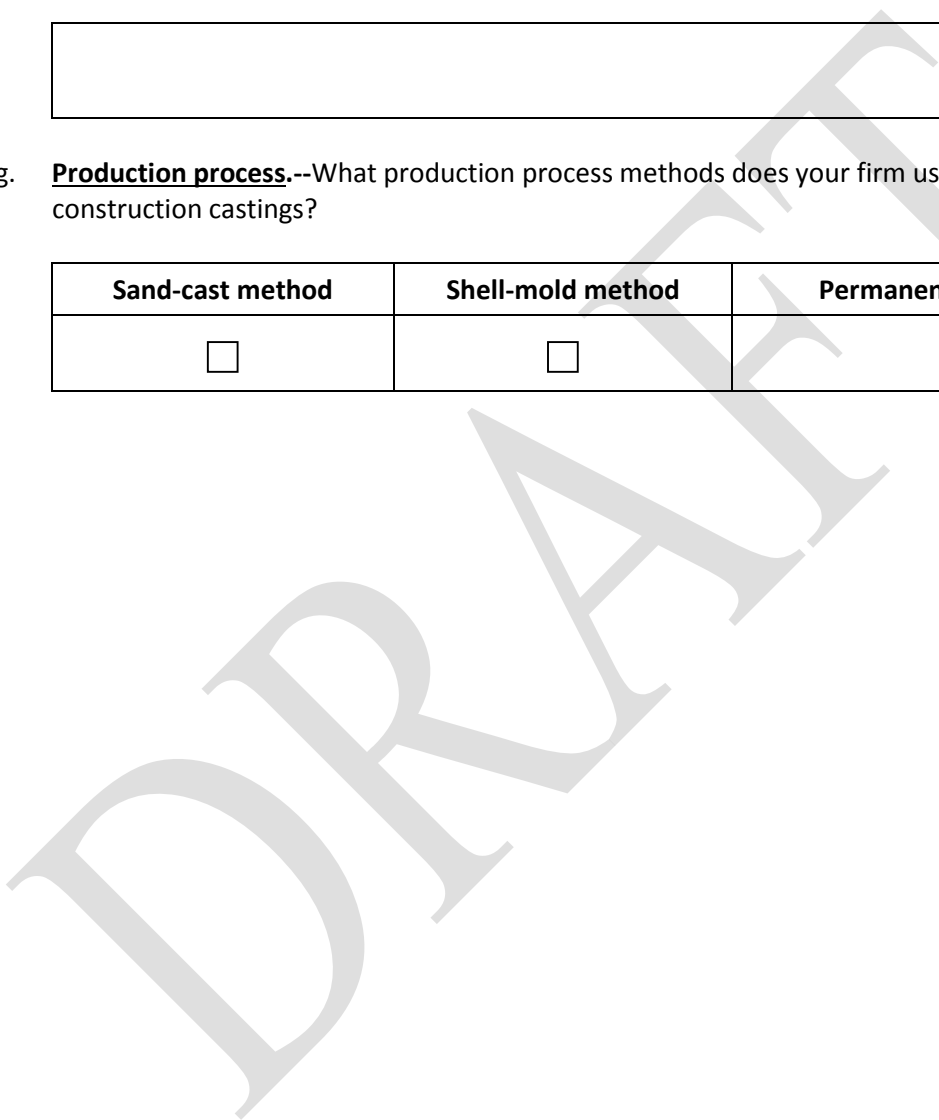 g. Production process.--What production process methods does your firm us
construction castings?
Sand-cast method Shell-mold method Permanen
DRAFT